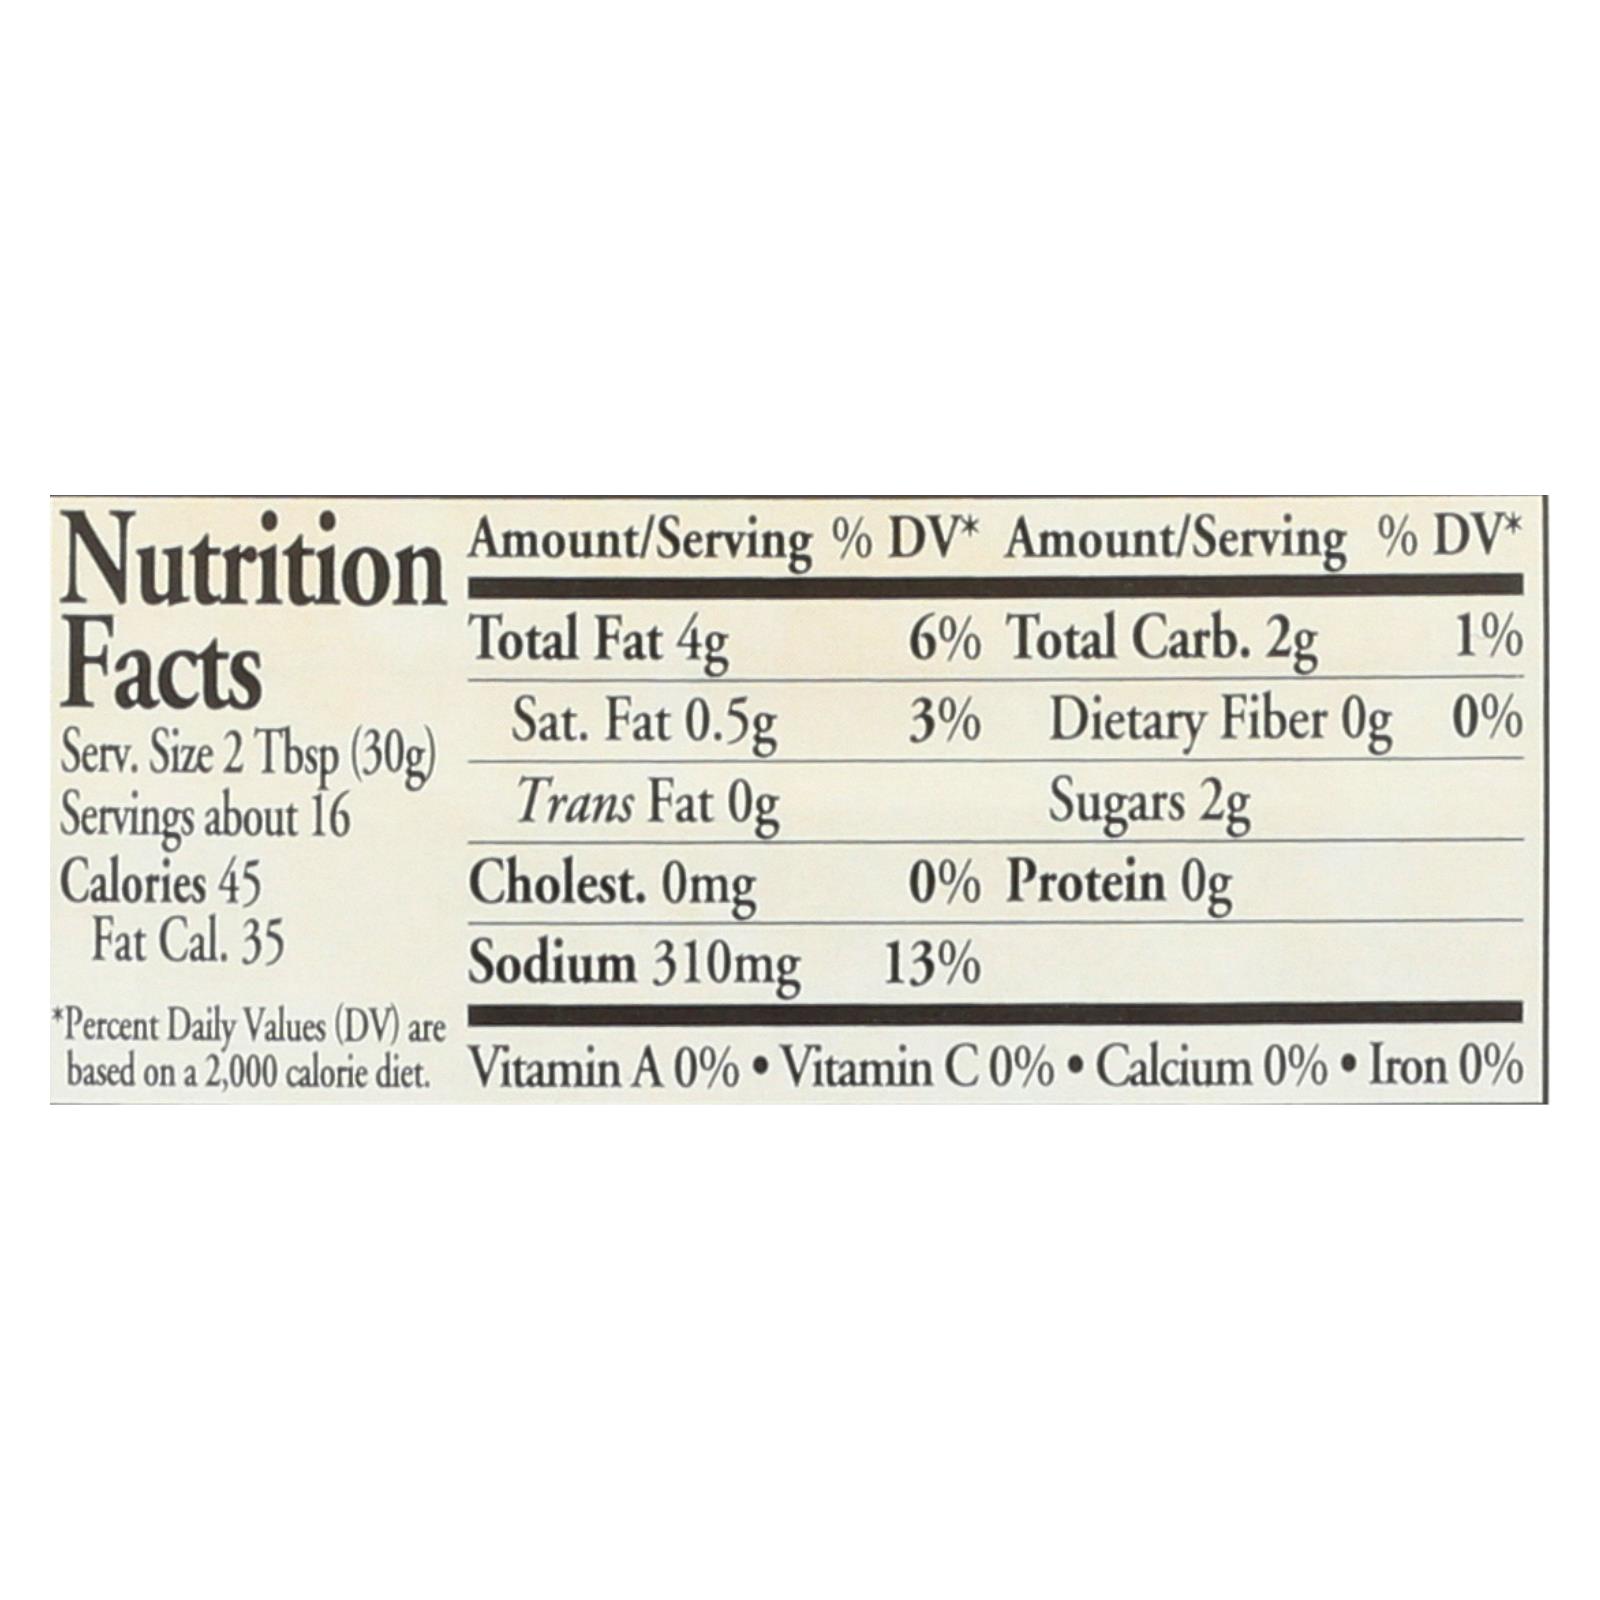 Nutrition
Facts
Serv. Size 2 Tbsp (30g)
Servings about 16
Calories 45
Fat Cal. 35
*Percent Daily Values (DV) are
based on a 2,000 calorie diet.
Amount/Serving % DV* Amount/Serving % DV*
Total Fat 4g 6% Total Carb. 2g 1%
Sat. Fat 0.5g 3% Dietary Fiber 0g 0%
Trans Fat 0g Sugars 2g
Cholest. 0mg 0% Protein 0g
Sodium 310mg 13%
Vitamin A 0% • Vitamin C 0% • Calcium 0% • Iron 0%